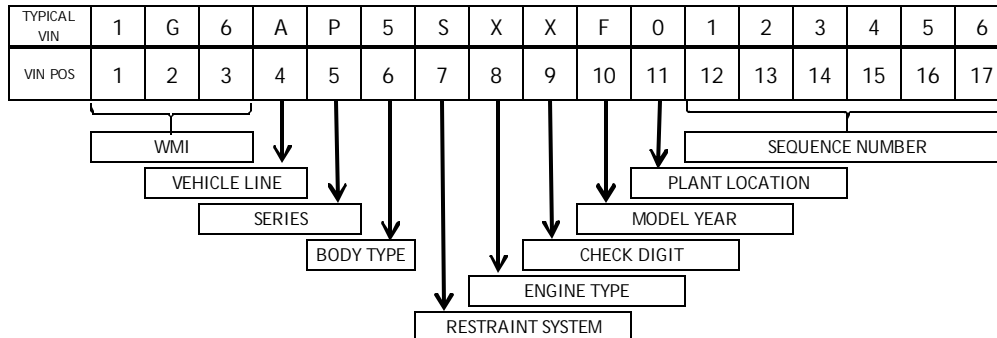 TYPICAL VIN 1 G 6 A P 5 S X X F 0 1 2 3 4 5 6
VIN POS 1 2 3 4 5 6 7 8 9 10 11 12 13 14 15 16 17
WMI SEQUENCE NUMBER
VEHICLE LINE PLANT LOCATION
SERIES MODEL YEAR
BODY TYPE CHECK DIGIT
ENGINE TYPE
RESTRAINT SYSTEM